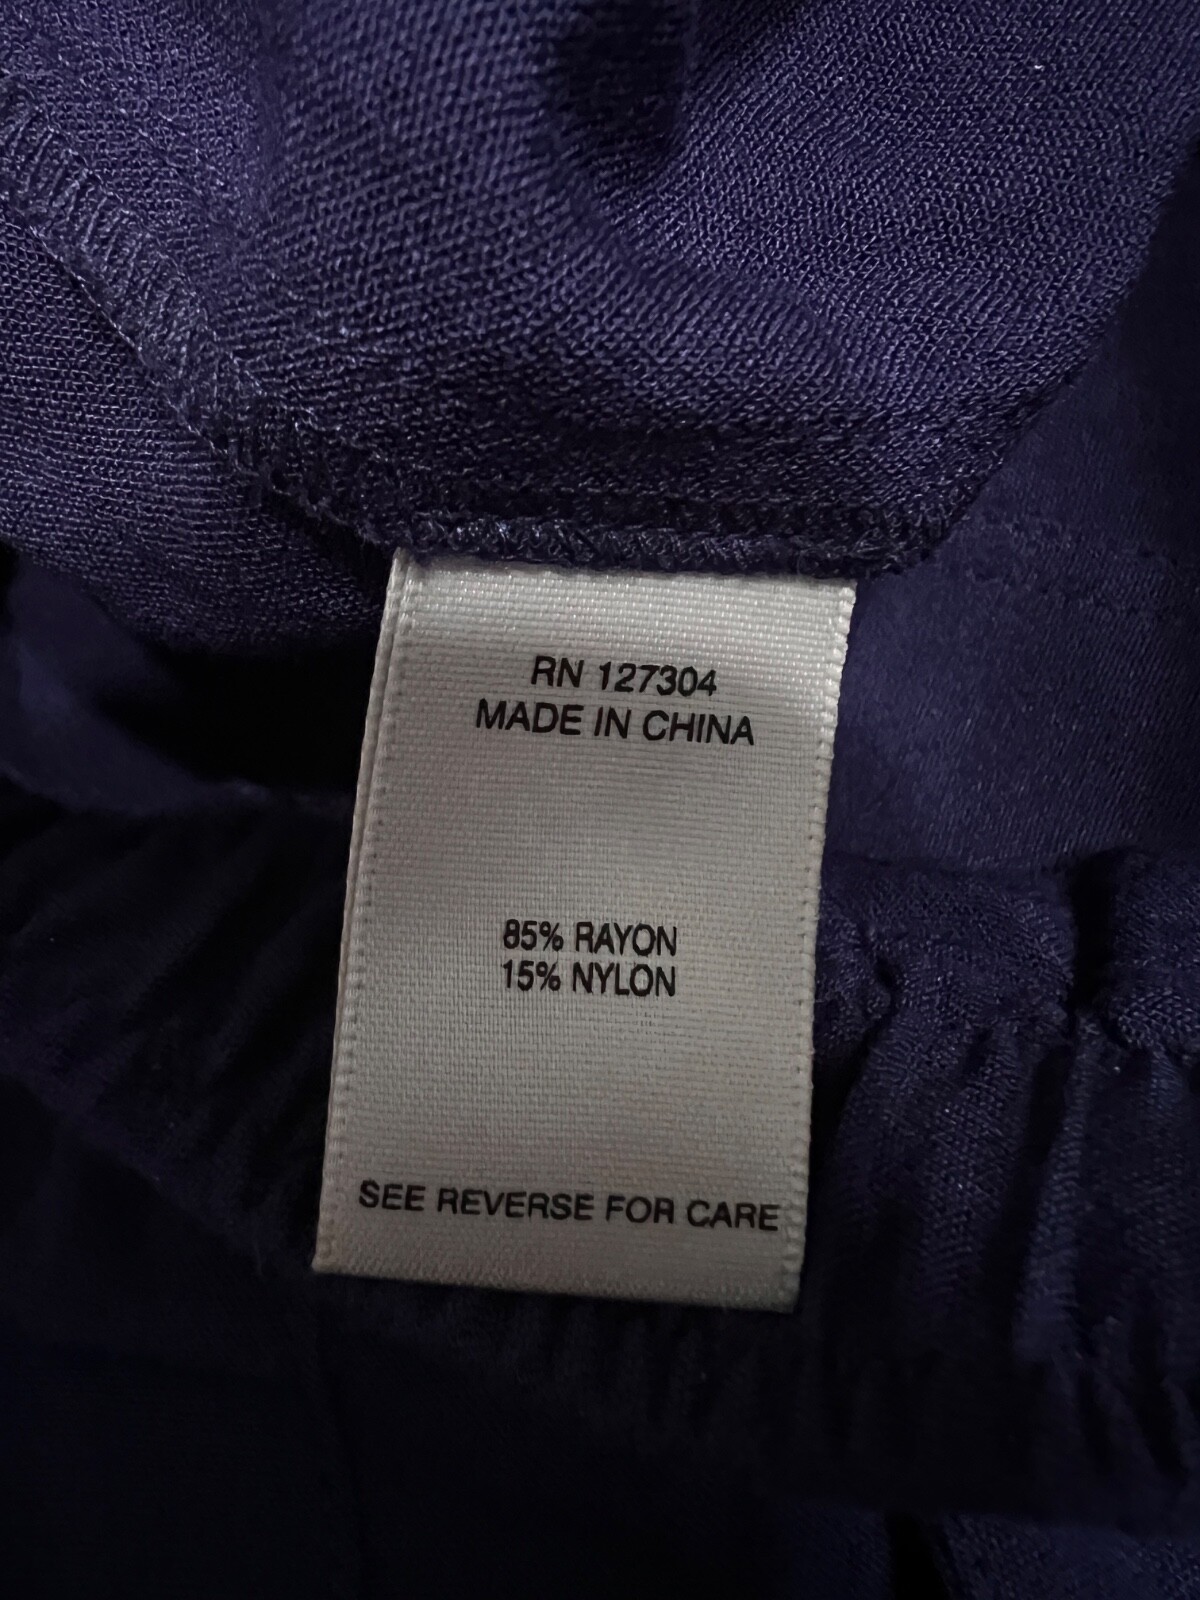 RN 127304
MADE IN CHINA
85% RAYON
15% NYLON
SEE REVERSE FOR CARE